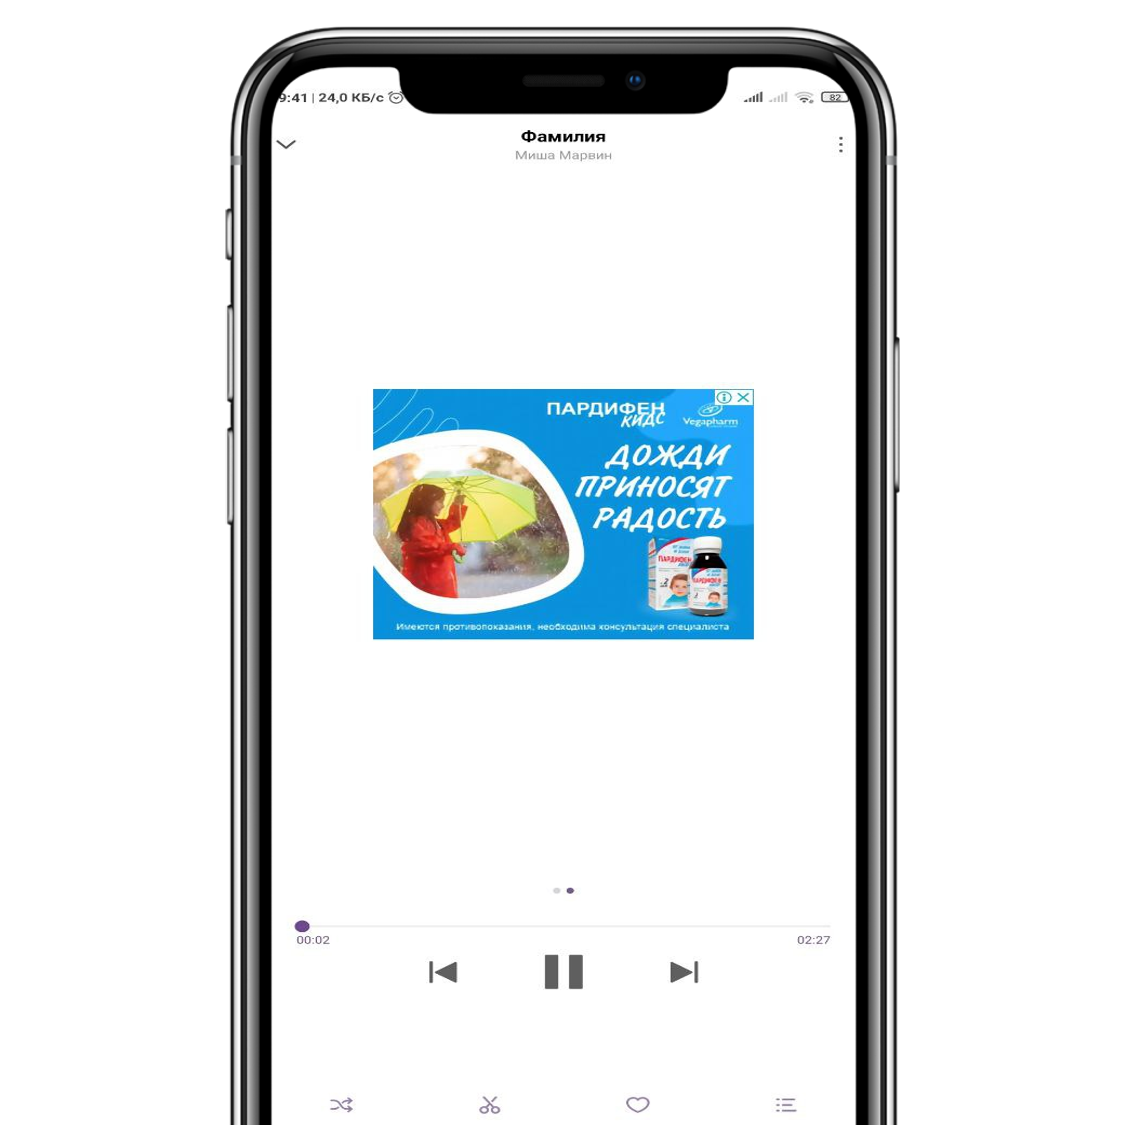 9:41 | 24,0 КБ/с
82
Фамилия
Миша Марвин
ПАРДИФЕН
КИДС
Vegapharm
ДОЖДИ
ПРИНОСЯТ
РАДОСТЬ
ПАРДИФЕН
ПАРДИФЕН
Имеются противопоказания, необходима консультация специалиста
00:02
02:27